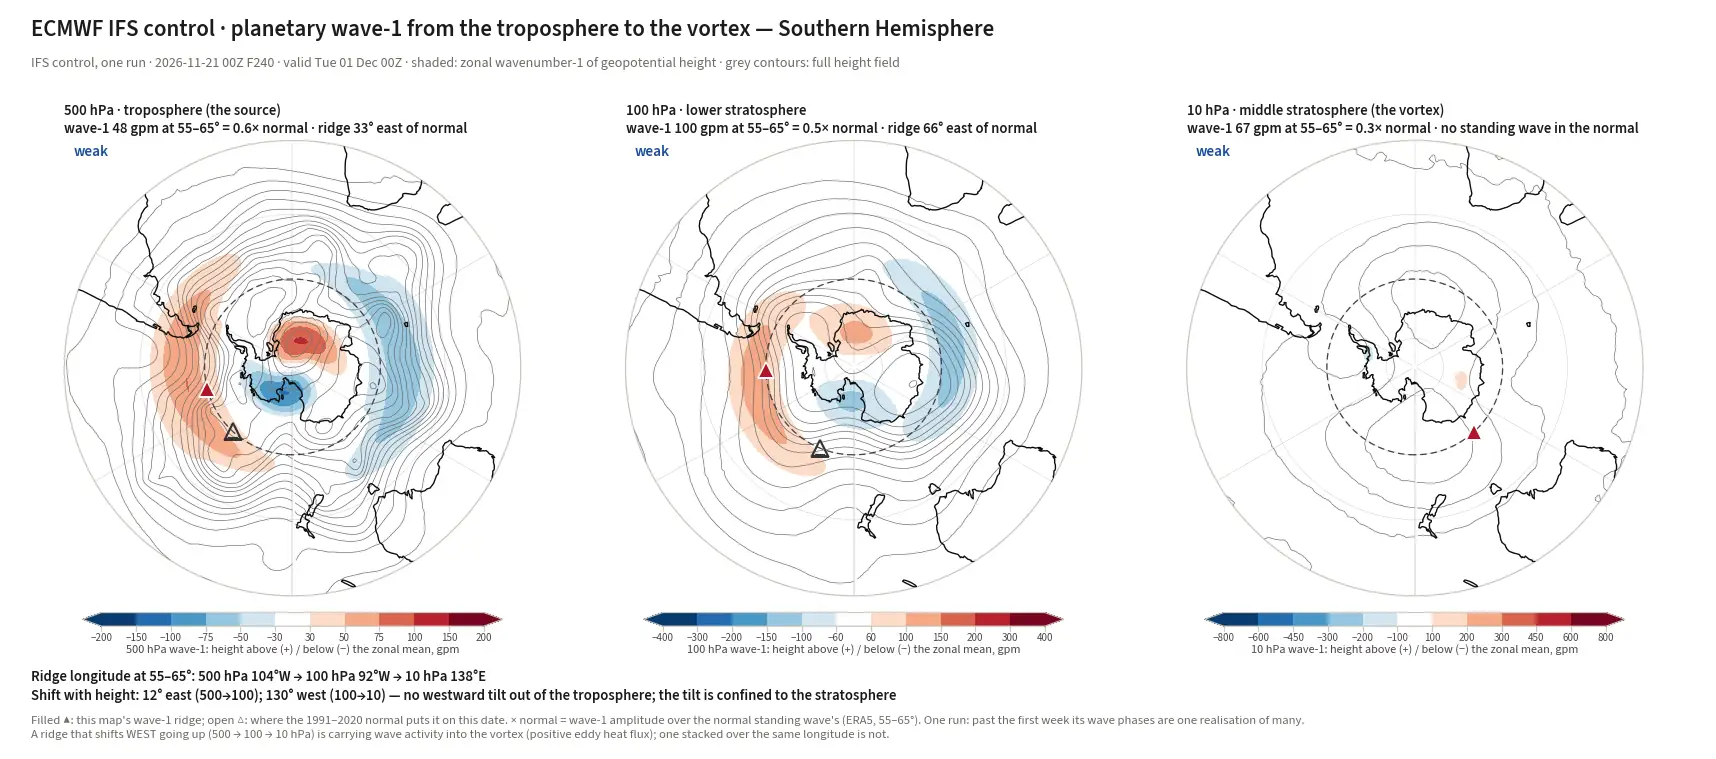 ECMWF IFS control · planetary wave-1 from the troposphere to the vortex — Southern Hemisphere
IFS control, one run · 2026-11-21 00Z F240 · valid Tue 01 Dec 00Z · shaded: zonal wavenumber-1 of geopotential height · grey contours: full height field
500 hPa · troposphere (the source)
wave-1 48 gpm at 55–65° = 0.6× normal · ridge 33° east of normal
weak
100 hPa · lower stratosphere
wave-1 100 gpm at 55–65° = 0.5× normal · ridge 66° east of normal
weak
10 hPa · middle stratosphere (the vortex)
wave-1 67 gpm at 55–65° = 0.3× normal · no standing wave in the normal
weak
−200 −150 −100 −75 −50 −30 30 50 75 100 150 200
500 hPa wave-1: height above (+) / below (−) the zonal mean, gpm
−400 −300 −200 −150 −100 −60 60 100 150 200 300 400
100 hPa wave-1: height above (+) / below (−) the zonal mean, gpm
−800 −600 −450 −300 −200 −100 100 200 300 450 600 800
10 hPa wave-1: height above (+) / below (−) the zonal mean, gpm
Ridge longitude at 55–65°: 500 hPa 104°W → 100 hPa 92°W → 10 hPa 138°E
Shift with height: 12° east (500→100); 130° west (100→10) — no westward tilt out of the troposphere; the tilt is confined to the stratosphere
Filled ▲: this map's wave-1 ridge; open △: where the 1991–2020 normal puts it on this date. × normal = wave-1 amplitude over the normal standing wave's (ERA5, 55–65°). One run: past the first week its wave phases are one realisation of many.
A ridge that shifts WEST going up (500 → 100 → 10 hPa) is carrying wave activity into the vortex (positive eddy heat flux); one stacked over the same longitude is not.